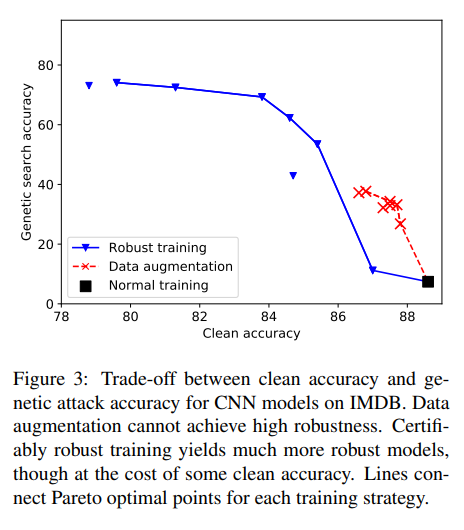 80
60
40
20
0
Genetic search accuracy
Robust training
Data augmentation
Normal training
78
80
82
84
86
88
Clean accuracy
Figure 3: Trade-off between clean accuracy and ge-
netic attack accuracy for CNN models on IMDB. Data
augmentation cannot achieve high robustness. Certifi-
ably robust training yields much more robust models,
though at the cost of some clean accuracy. Lines con-
nect Pareto optimal points for each training strategy.